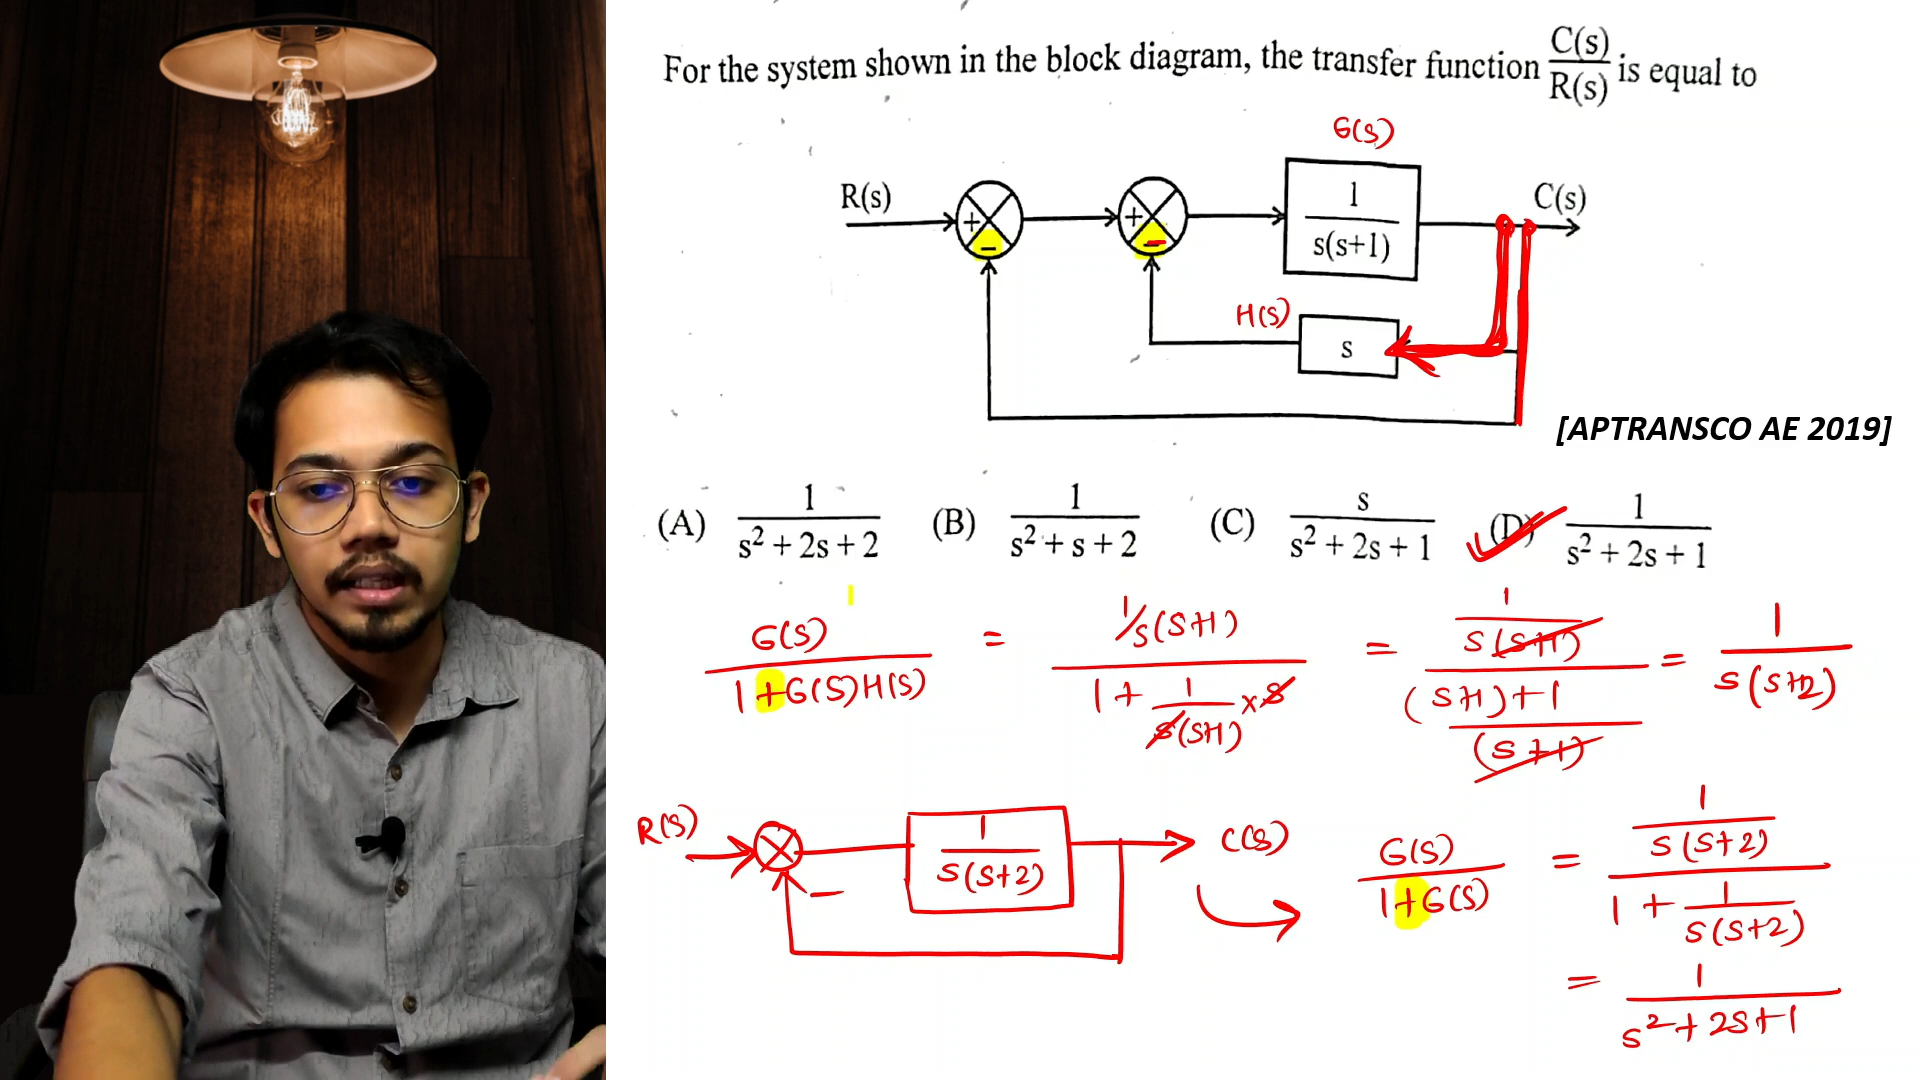 For the system shown in the block diagram, the transfer function C(s)/R(s) is equal to
G(S)
R(s)
+
−
+
−
1/s(s+1)
C(s)
H(S)
s
[APTRANSCO AE 2019]
(A) 1/s² + 2s + 2 (B) 1/s² + s + 2 (C) s/s² + 2s + 1 (D) 1/s² + 2s + 1
G(S)/1+G(S)H(S) = 1/s(s+1)/1 + 1/s(s+1) × s = 1/s(s+1)/(s+1)+1/(s+1) = 1/s(s+2)
R(S)
−
1/s(s+2)
C(s)
G(S)/1+G(S) = 1/s(s+2)/1 + 1/s(s+2)
= 1/s²+2s+1